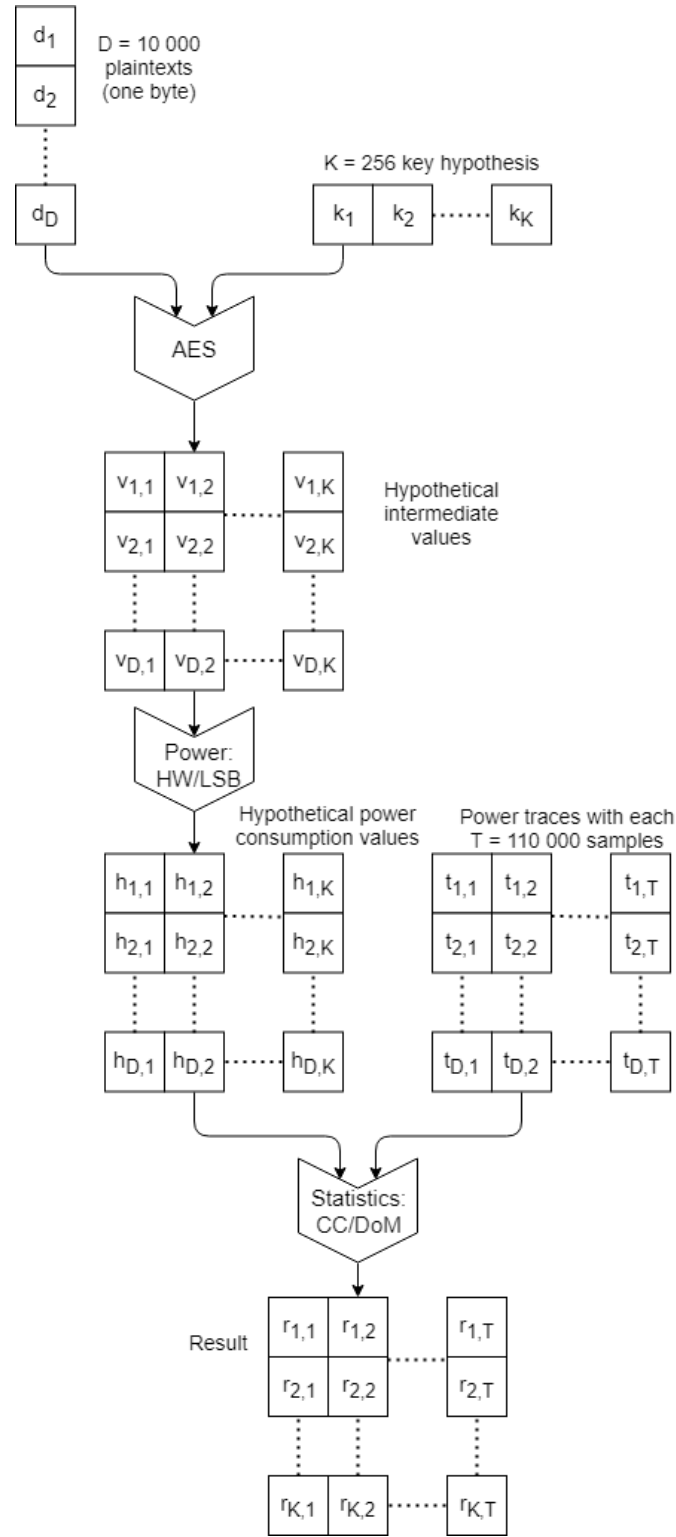 d1
D = 10 000
plaintexts
(one byte)
d2
dD
K = 256 key hypothesis
k1 k2 kK
AES
v1,1 v1,2 v1,K
v2,1 v2,2 v2,K
vD,1 vD,2 vD,K
Hypothetical
intermediate
values
Power:
HW/LSB
Hypothetical power
consumption values
Power traces with each
T = 110 000 samples
h1,1 h1,2 h1,K
h2,1 h2,2 h2,K
hD,1 hD,2 hD,K
t1,1 t1,2 t1,T
t2,1 t2,2 t2,T
tD,1 tD,2 tD,T
Statistics:
CC/DoM
Result
r1,1 r1,2 r1,T
r2,1 r2,2 r2,T
rK,1 rK,2 rK,T